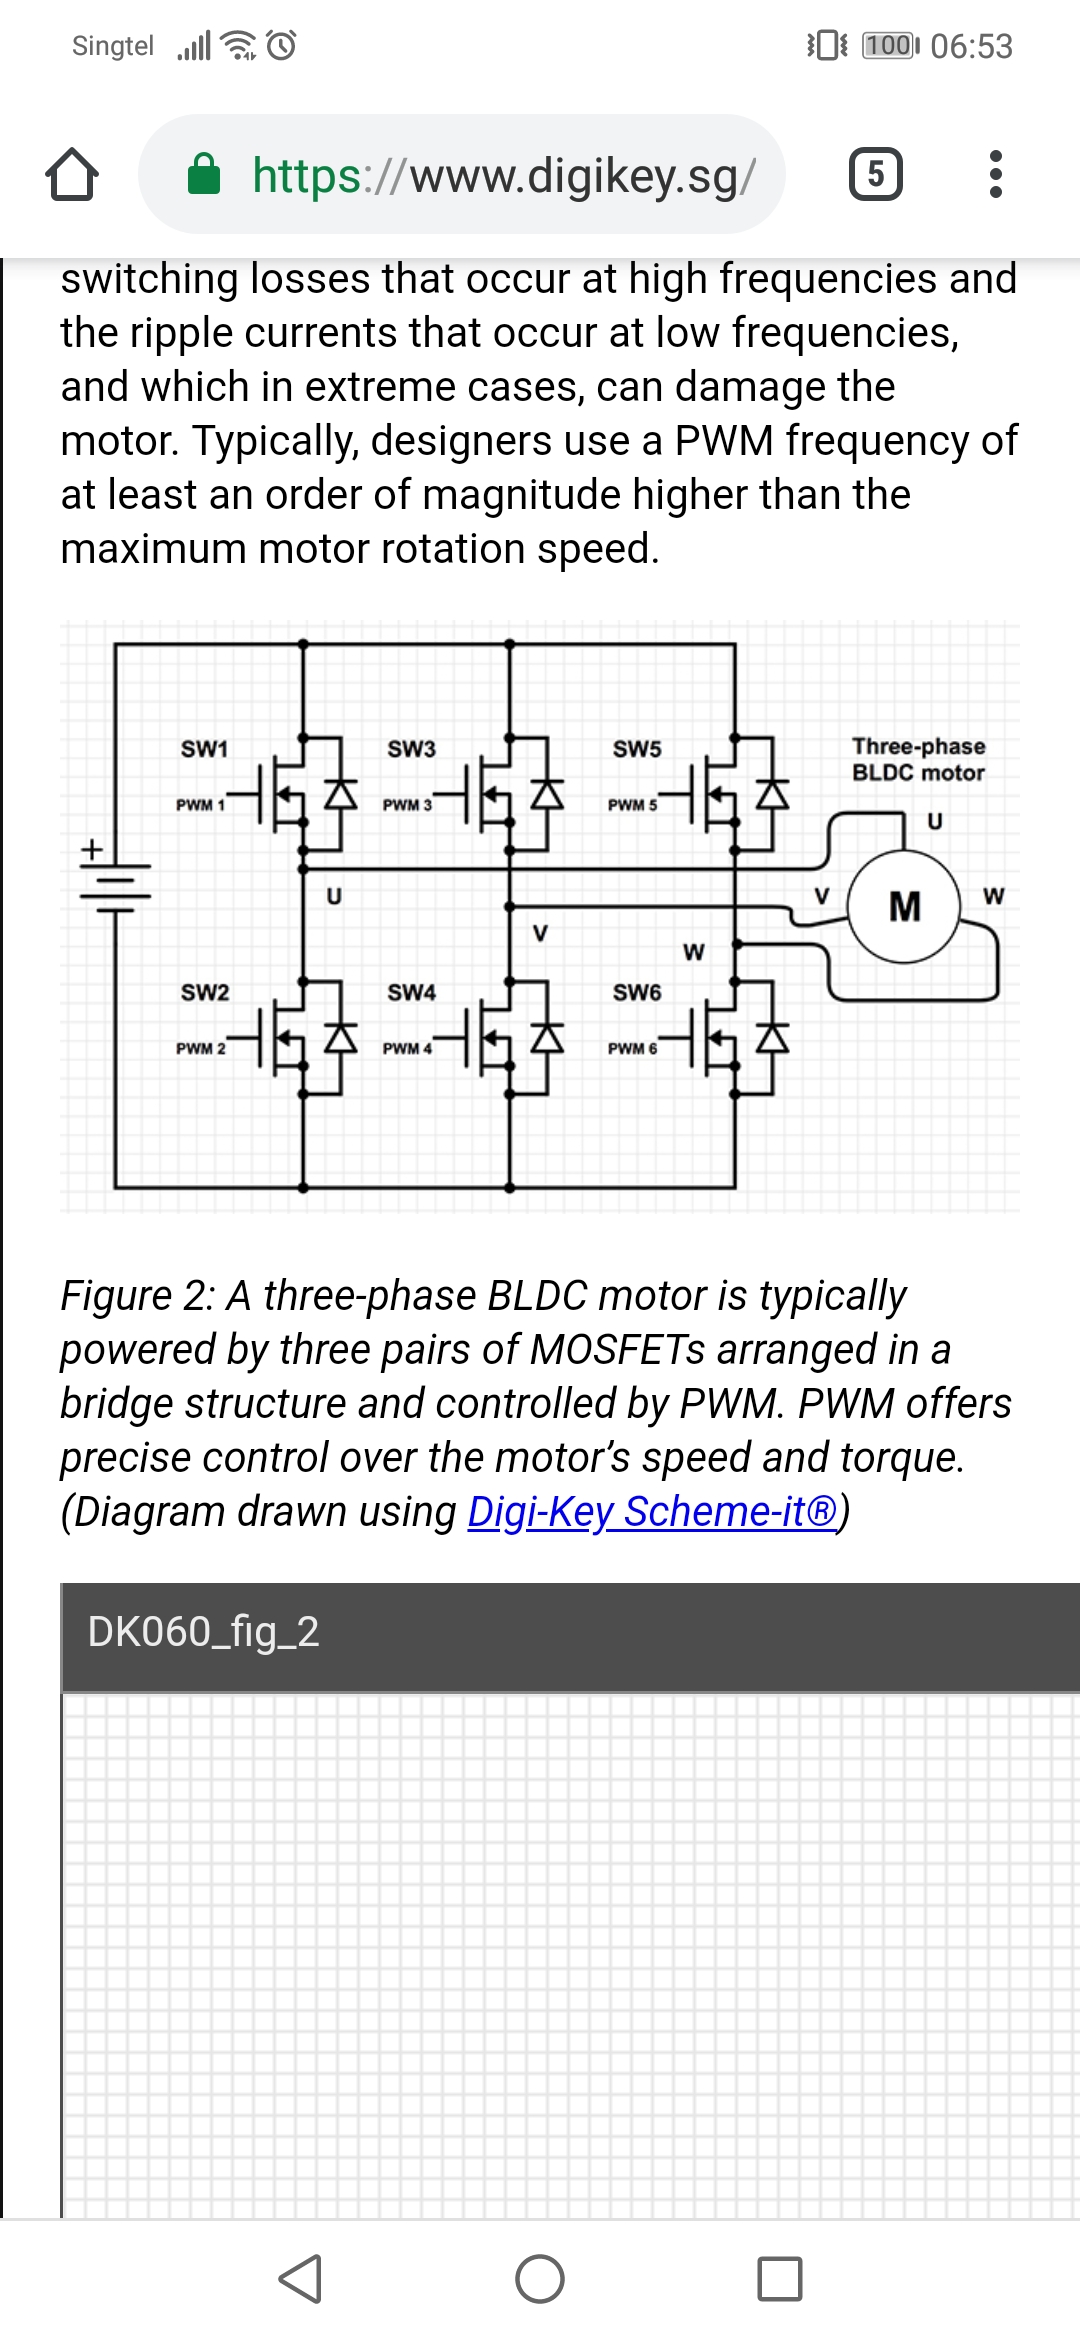 Singtel 100 06:53
https://www.digikey.sg/ 5
switching losses that occur at high frequencies and
the ripple currents that occur at low frequencies,
and which in extreme cases, can damage the
motor. Typically, designers use a PWM frequency of
at least an order of magnitude higher than the
maximum motor rotation speed.
SW1 SW3 SW5 Three-phase
BLDC motor
PWM 1 PWM 3 PWM 5
U
+
U V M W
V
W
SW2 SW4 SW6
PWM 2 PWM 4 PWM 6
Figure 2: A three-phase BLDC motor is typically
powered by three pairs of MOSFETs arranged in a
bridge structure and controlled by PWM. PWM offers
precise control over the motor’s speed and torque.
(Diagram drawn using Digi-Key Scheme-it®)
DK060_fig_2